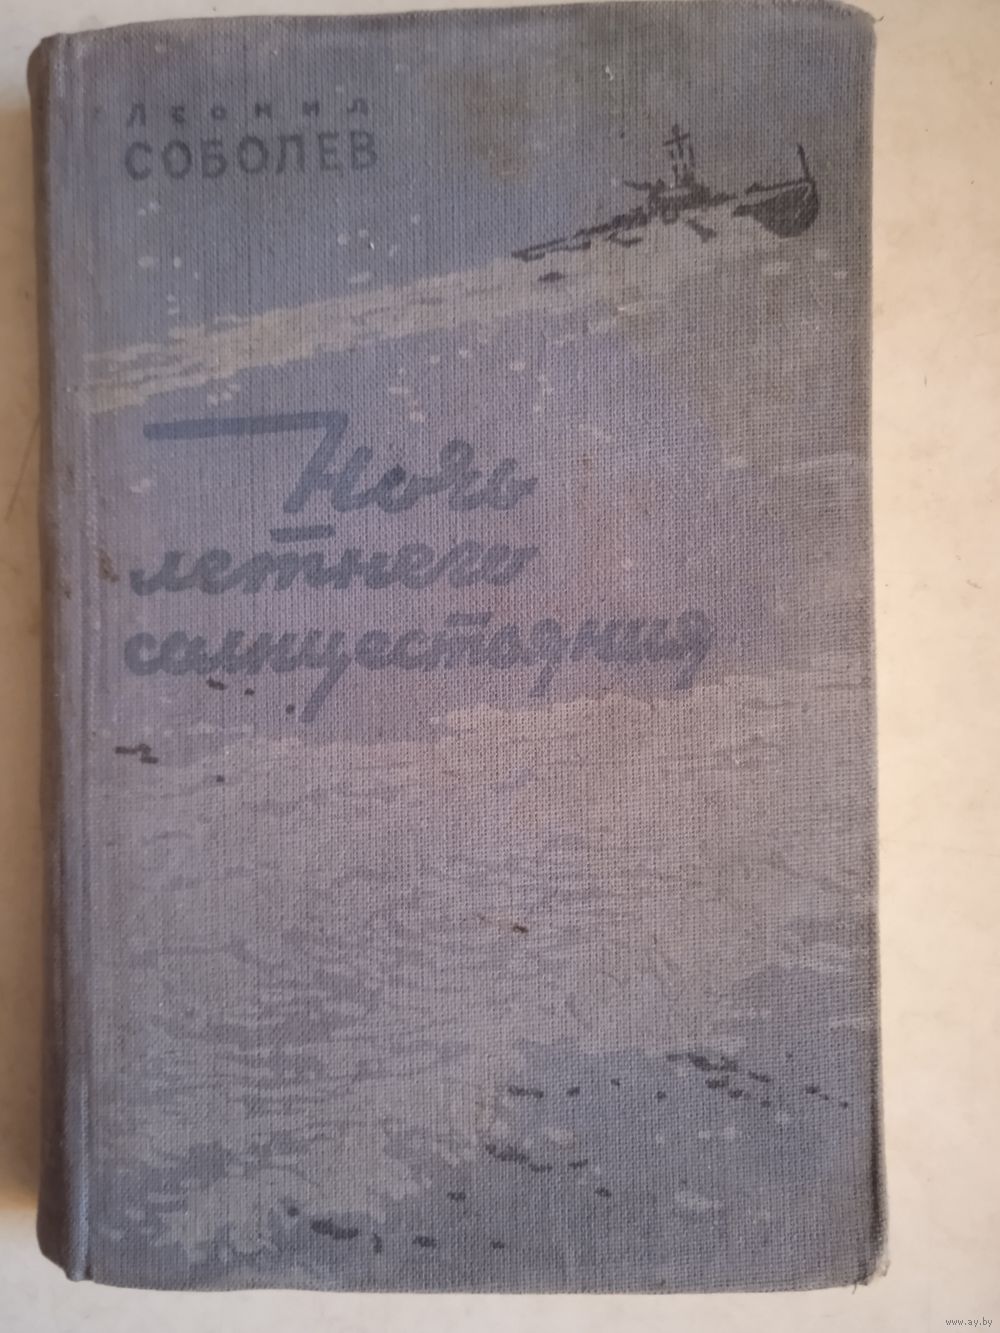 Леонид
СОБОЛЕВ
Ночь
летнего
солнцестояния
www.ay.by